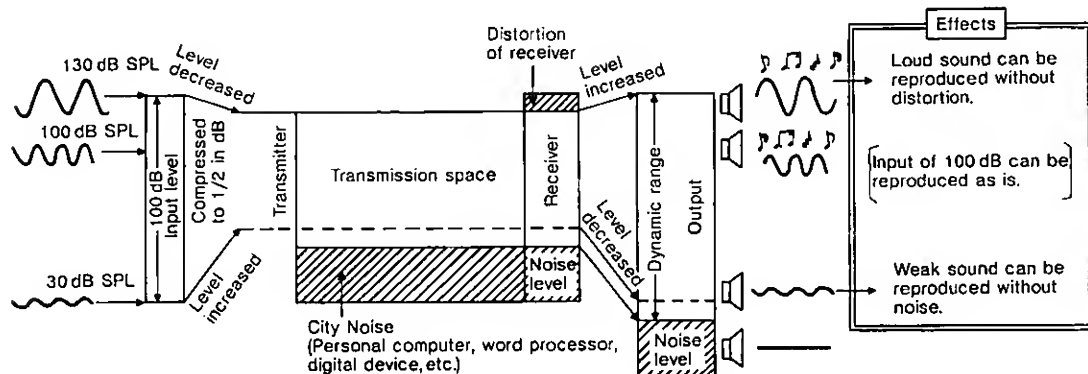 Effects
Distortion
of receiver
130 dB SPL
Level
decreased
Level
increased
Loud sound can be
reproduced without
distortion.
100 dB SPL
100 dB
Input level
Compressed
to 1/2 in dB
Transmitter
Transmission space
Receiver
Dynamic range
Output
(Input of 100 dB can be
reproduced as is.)
Level
decreased
30 dB SPL
Level
increased
Noise
level
Weak sound can be
reproduced without
noise.
City Noise
(Personal computer, word processor,
digital device, etc.)
Noise
level